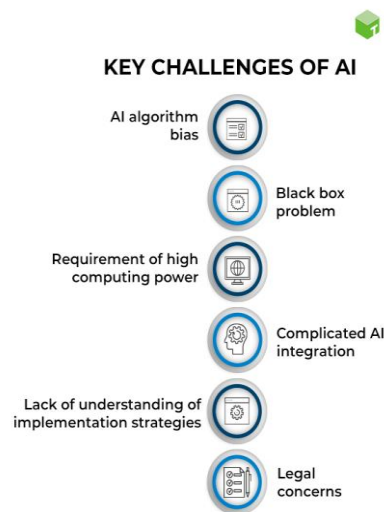 KEY CHALLENGES OF AI
AI algorithm
bias
Black box
problem
Requirement of high
computing power
Complicated AI
integration
Lack of understanding of
implementation strategies
Legal
concerns